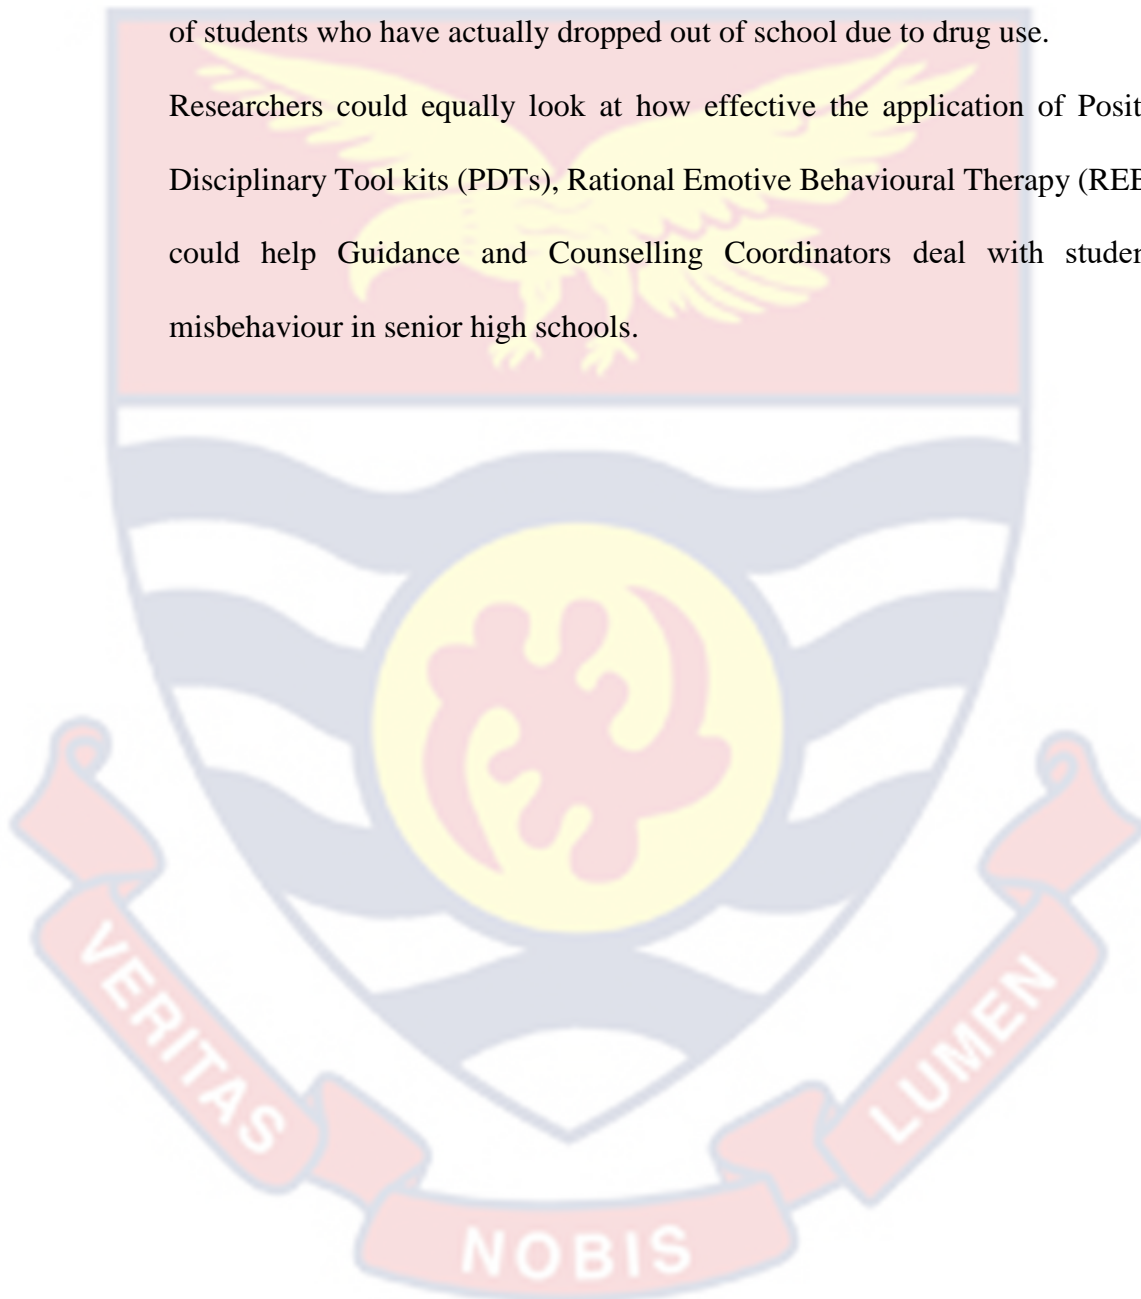 of students who have actually dropped out of school due to drug use.
Researchers could equally look at how effective the application of Posit
Disciplinary Tool kits (PDTs), Rational Emotive Behavioural Therapy (REB
could help Guidance and Counselling Coordinators deal with studen
misbehaviour in senior high schools.
VERITAS
NOBIS
LUMEN